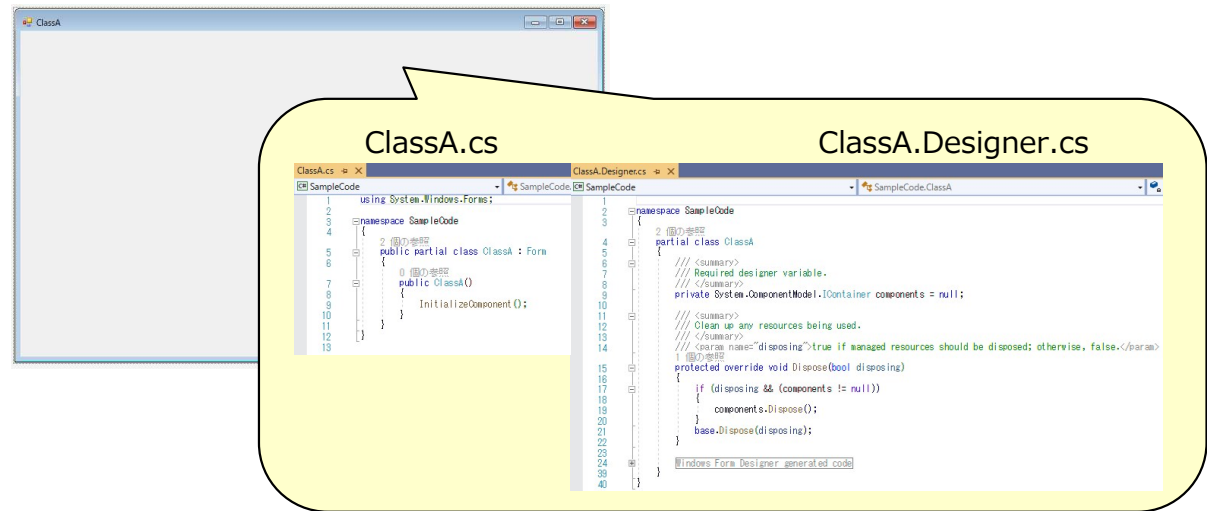 ClassA
ClassA.cs
ClassA.Designer.cs
ClassA.cs
SampleCode
SampleCode.
1 using System.Windows.Forms;
2
3 namespace SampleCode
4 {
2 個の参照
5 public partial class ClassA : Form
6 {
0 個の参照
7 public ClassA()
8 {
9 InitializeComponent();
10 }
11 }
12 }
13
ClassA.Designer.cs
SampleCode
SampleCode.ClassA
1
2 namespace SampleCode
3 {
2 個の参照
4 partial class ClassA
5 {
6 /// <summary>
7 /// Required designer variable.
8 /// </summary>
9 private System.ComponentModel.IContainer components = null;
10
11 /// <summary>
12 /// Clean up any resources being used.
13 /// </summary>
14 /// <param name="disposing">true if managed resources should be disposed; otherwise, false.</param>
1 個の参照
15 protected override void Dispose(bool disposing)
16 {
17 if (disposing && (components != null))
18 {
19 components.Dispose();
20 }
21 base.Dispose(disposing);
22 }
23
24 Windows Form Designer generated code
39 }
40 }